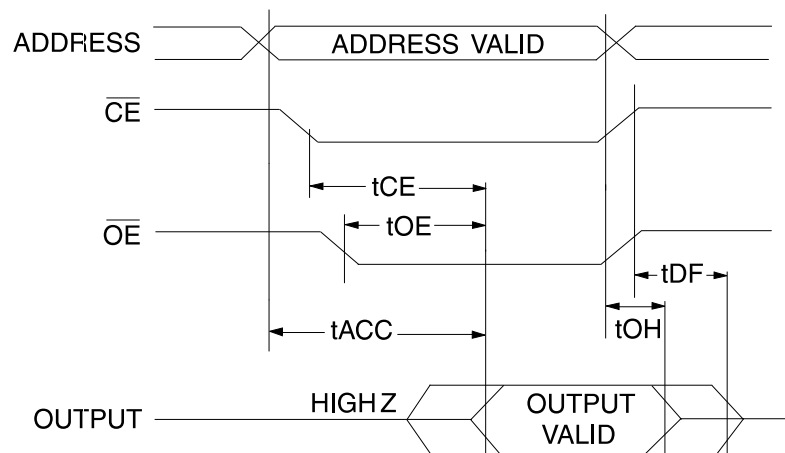 ADDRESS
ADDRESS VALID
CE
tCE
OE
tOE
tDF
tACC
tOH
HIGH Z
OUTPUT
OUTPUT
VALID